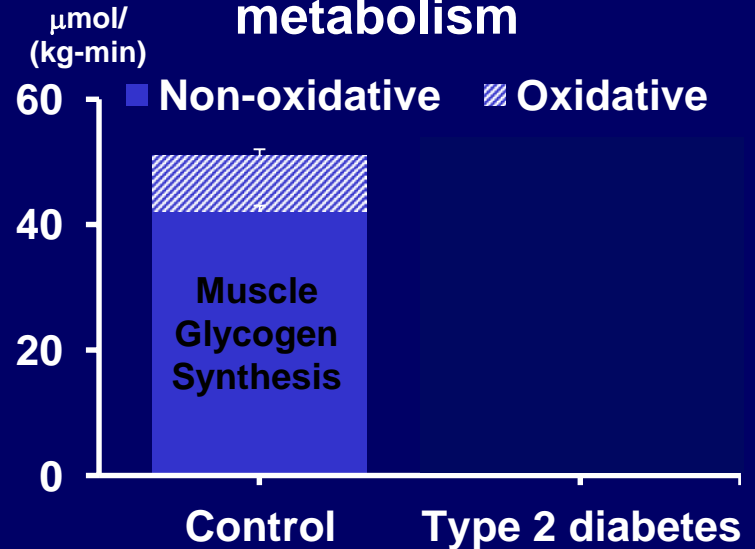 metabolism
μmol/
(kg-min)
Non-oxidative Oxidative
60
40
20
0
Muscle
Glycogen
Synthesis
Control Type 2 diabetes